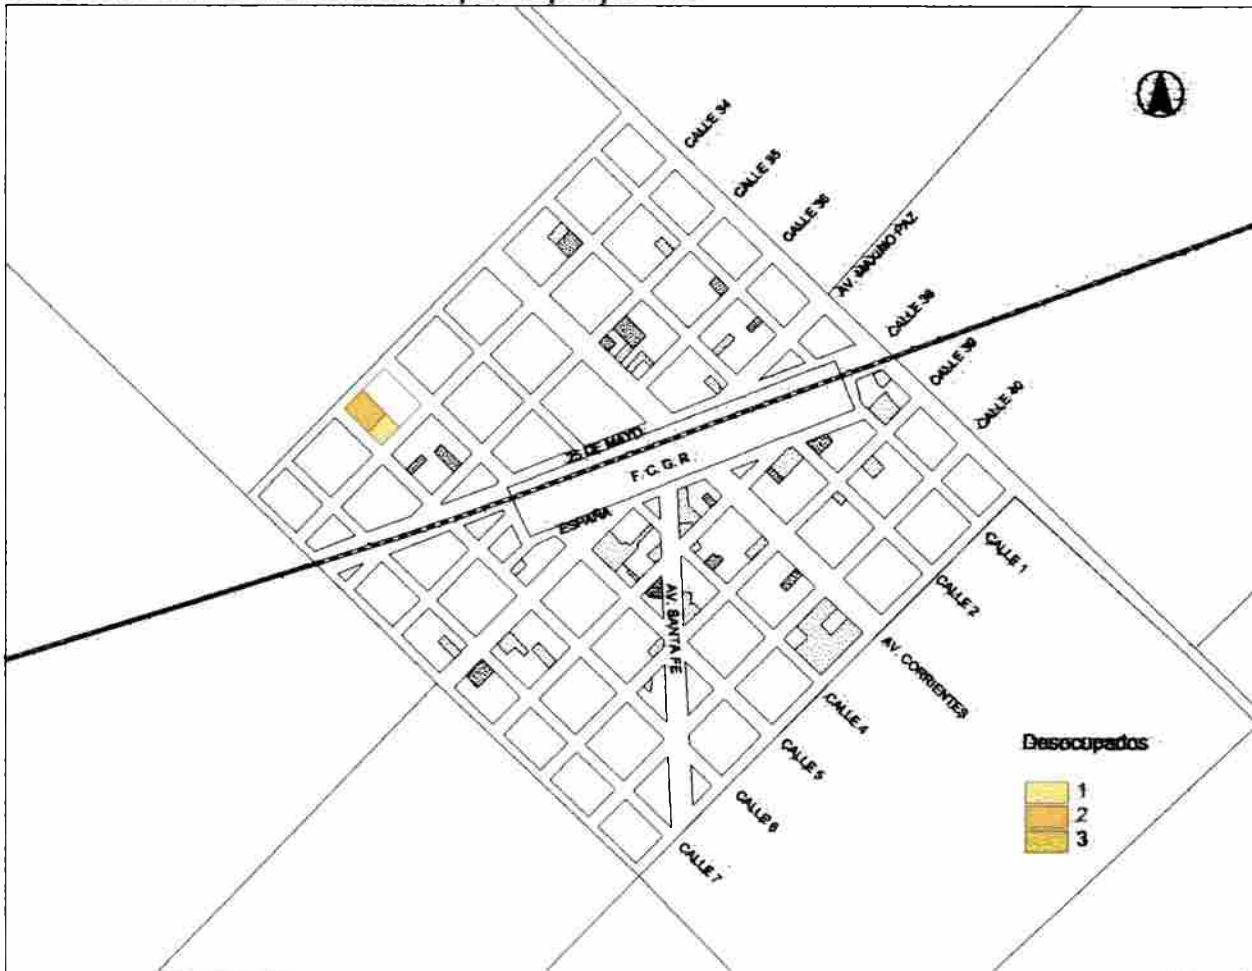 CALLE 34
CALLE 35
CALLE 36
AV. MAXIMO PAZ
CALLE 38
CALLE 39
CALLE 40
25 DE MAYO
F. C. G. R.
ESPAÑA
AV. SANTA FE
CALLE 1
CALLE 2
AV. CORRIENTES
CALLE 4
CALLE 5
CALLE 6
CALLE 7
Desocupados
1
2
3